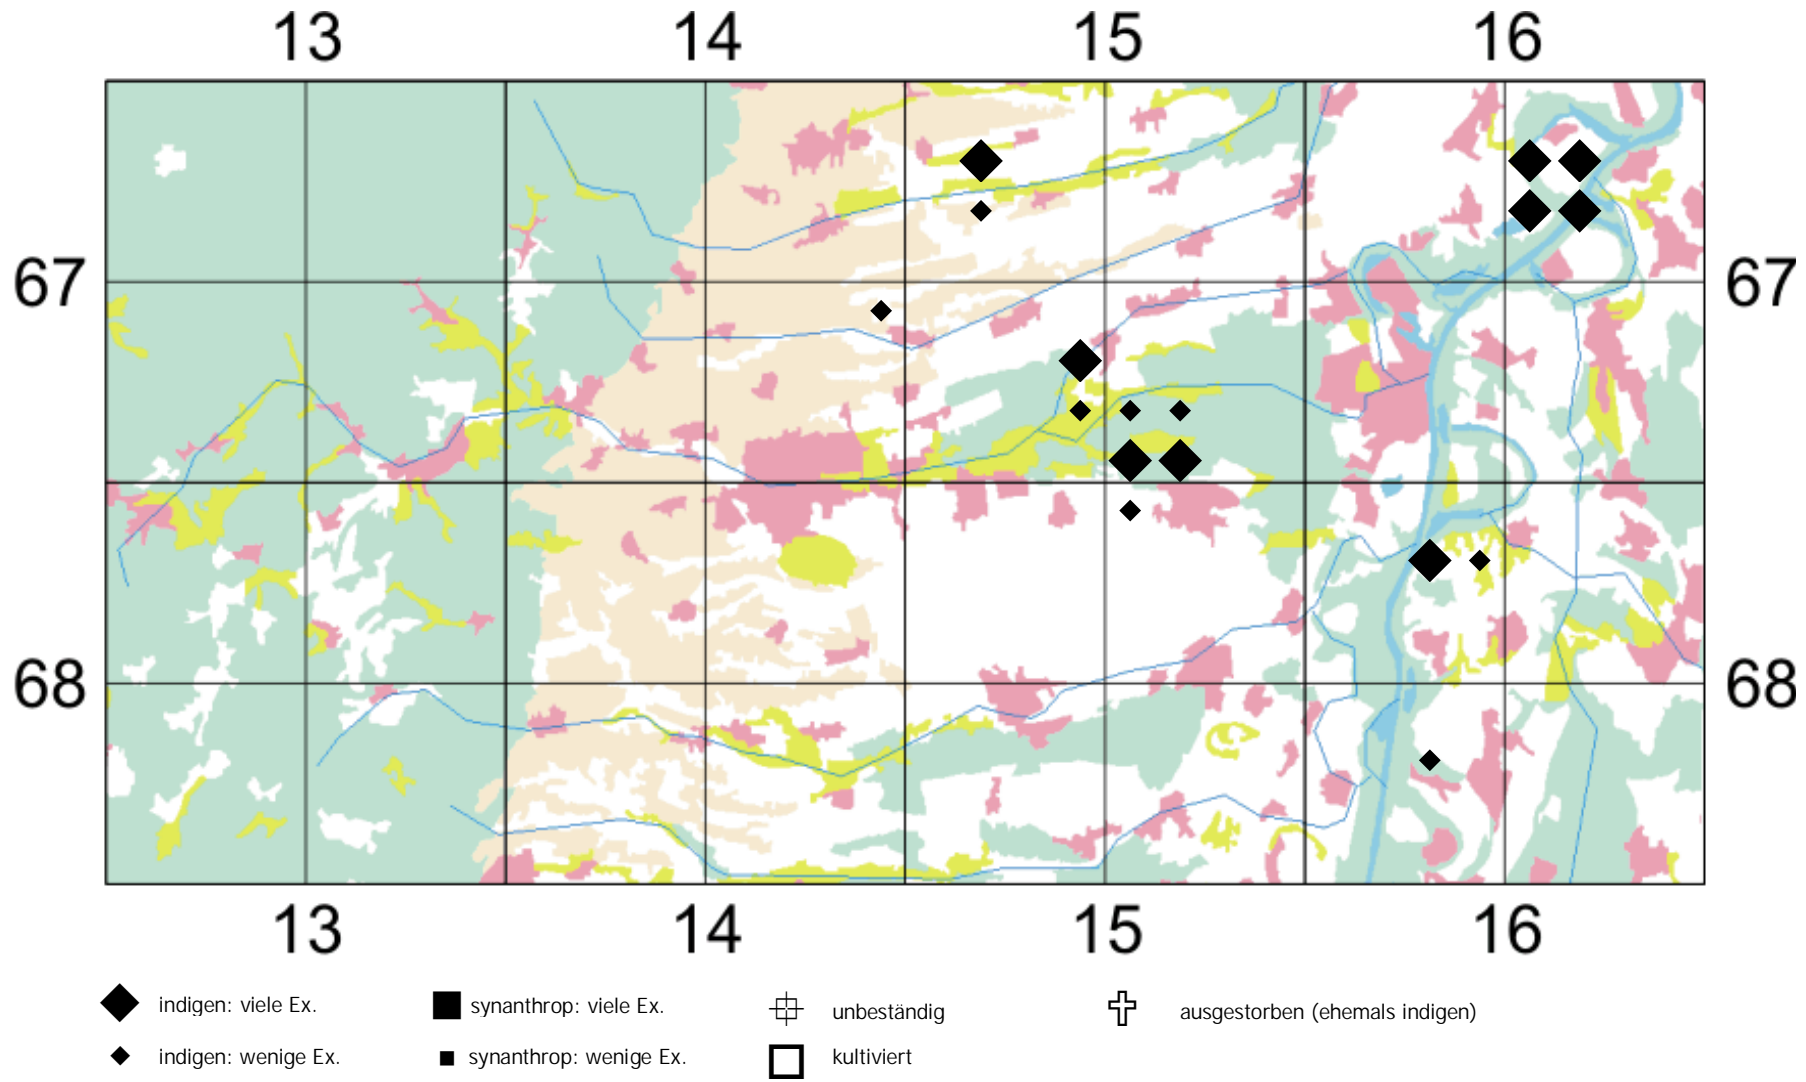 13 14 15 16
67 67
68 68
13 14 15 16
indigen: viele Ex. synanthrop: viele Ex. unbeständig ausgestorben (ehemals indigen)
indigen: wenige Ex. synanthrop: wenige Ex. kultiviert